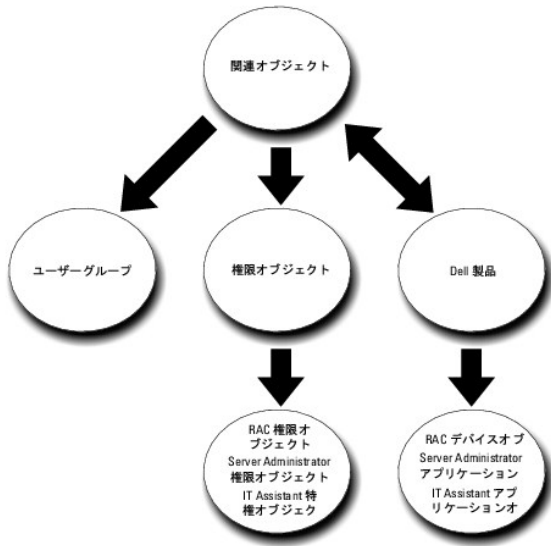 関連オブジェクト
ユーザーグループ
権限オブジェクト
Dell 製品
RAC 権限オ
ブジェクト
Server Administrator
権限オブジェクト
IT Assistant 特
権オブジェク
RAC デバイスオブ
Server Administrator
アプリケーション
IT Assistant アプ
リケーションオ